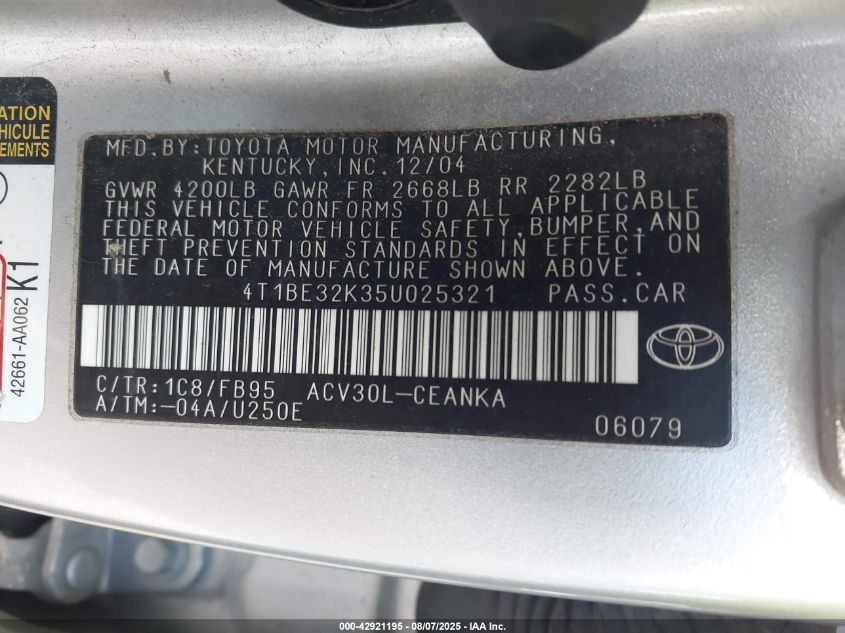 MFD.BY:TOYOTA MOTOR MANUFACTURING,
KENTUCKY,INC. 12/04
GVWR 4200LB GAWR FR 2668LB RR 2282LB
THIS VEHICLE CONFORMS TO ALL APPLICABLE
FEDERAL MOTOR VEHICLE SAFETY,BUMPER,AND
THEFT PREVENTION STANDARDS IN EFFECT ON
THE DATE OF MANUFACTURE SHOWN ABOVE.
4T1BE32K35U025321 PASS.CAR
C/TR:1C8/FB95 ACV30L-CEANKA
A/TM:-04A/U250E
06079
42661-AA062
K1
000-42921195 - 08/07/2025 - IAA Inc.